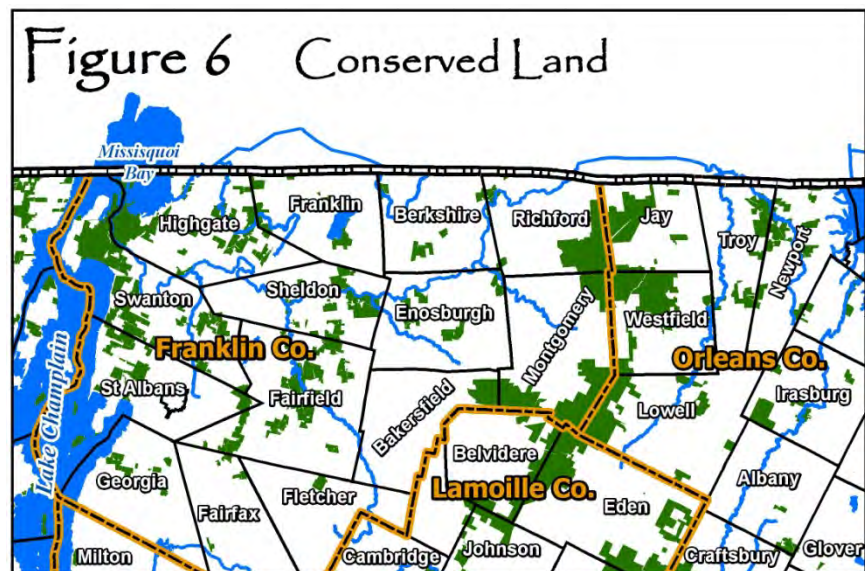 Figure 6 Conserved Land
Missisquoi
Bay
Highgate
Franklin
Berkshire
Richford
Jay
Troy
Newport
Swanton
Sheldon
Enosburgh
Montgomery
Westfield
Franklin Co.
Orleans Co.
Lake Champlain
St Albans
Fairfield
Bakersfield
Lowell
Irasburg
Belvidere
Georgia
Fairfax
Fletcher
Lamoille Co.
Eden
Albany
Milton
Cambridge
Johnson
Craftsbury
Glover